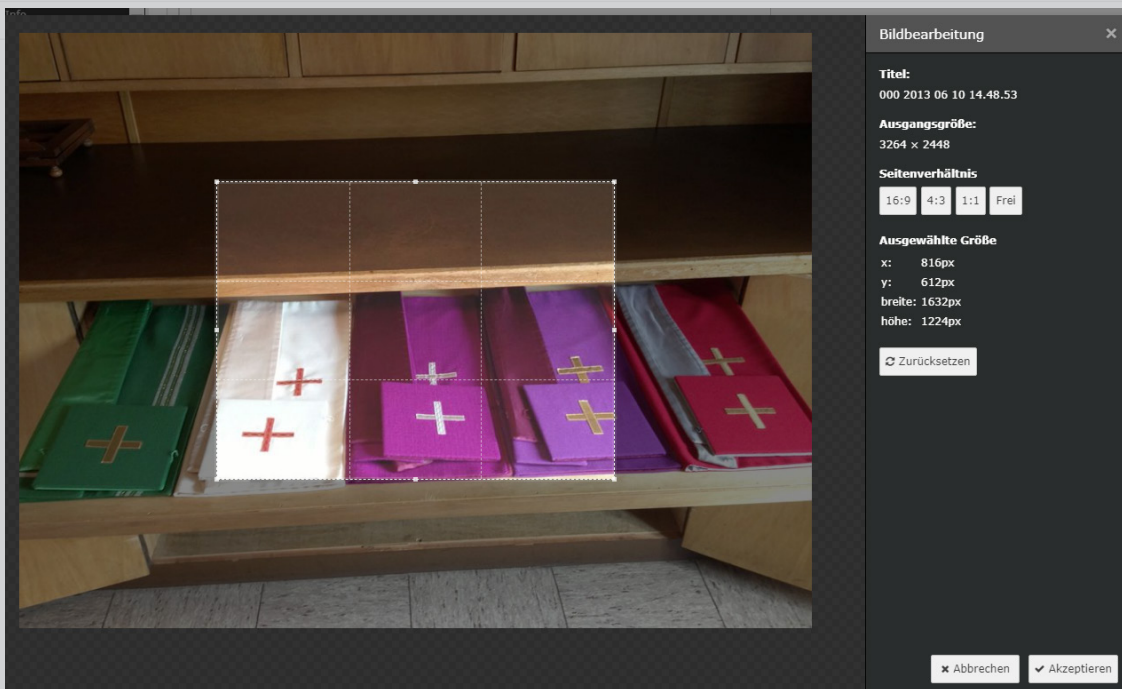 Info
Bildbearbeitung ×
Titel:
000 2013 06 10 14.48.53
Ausgangsgröße:
3264 × 2448
Seitenverhältnis
16:9 4:3 1:1 Frei
Ausgewählte Größe
x: 816px
y: 612px
breite: 1632px
höhe: 1224px
Zurücksetzen
Abbrechen Akzeptieren